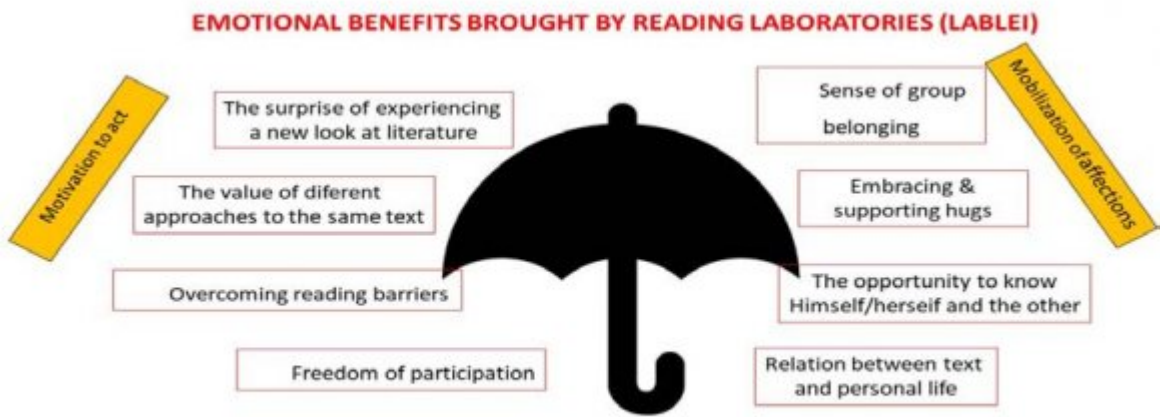 EMOTIONAL BENEFITS BROUGHT BY READING LABORATORIES (LABLEI)
Motivation to act
The surprise of experiencing
a new look at literature
The value of diferent
approaches to the same text
Overcoming reading barriers
Freedom of participation
Sense of group
belonging
Embracing &
supporting hugs
The opportunity to know
Himself/herseif and the other
Relation between text
and personal life
Mobilization of affections